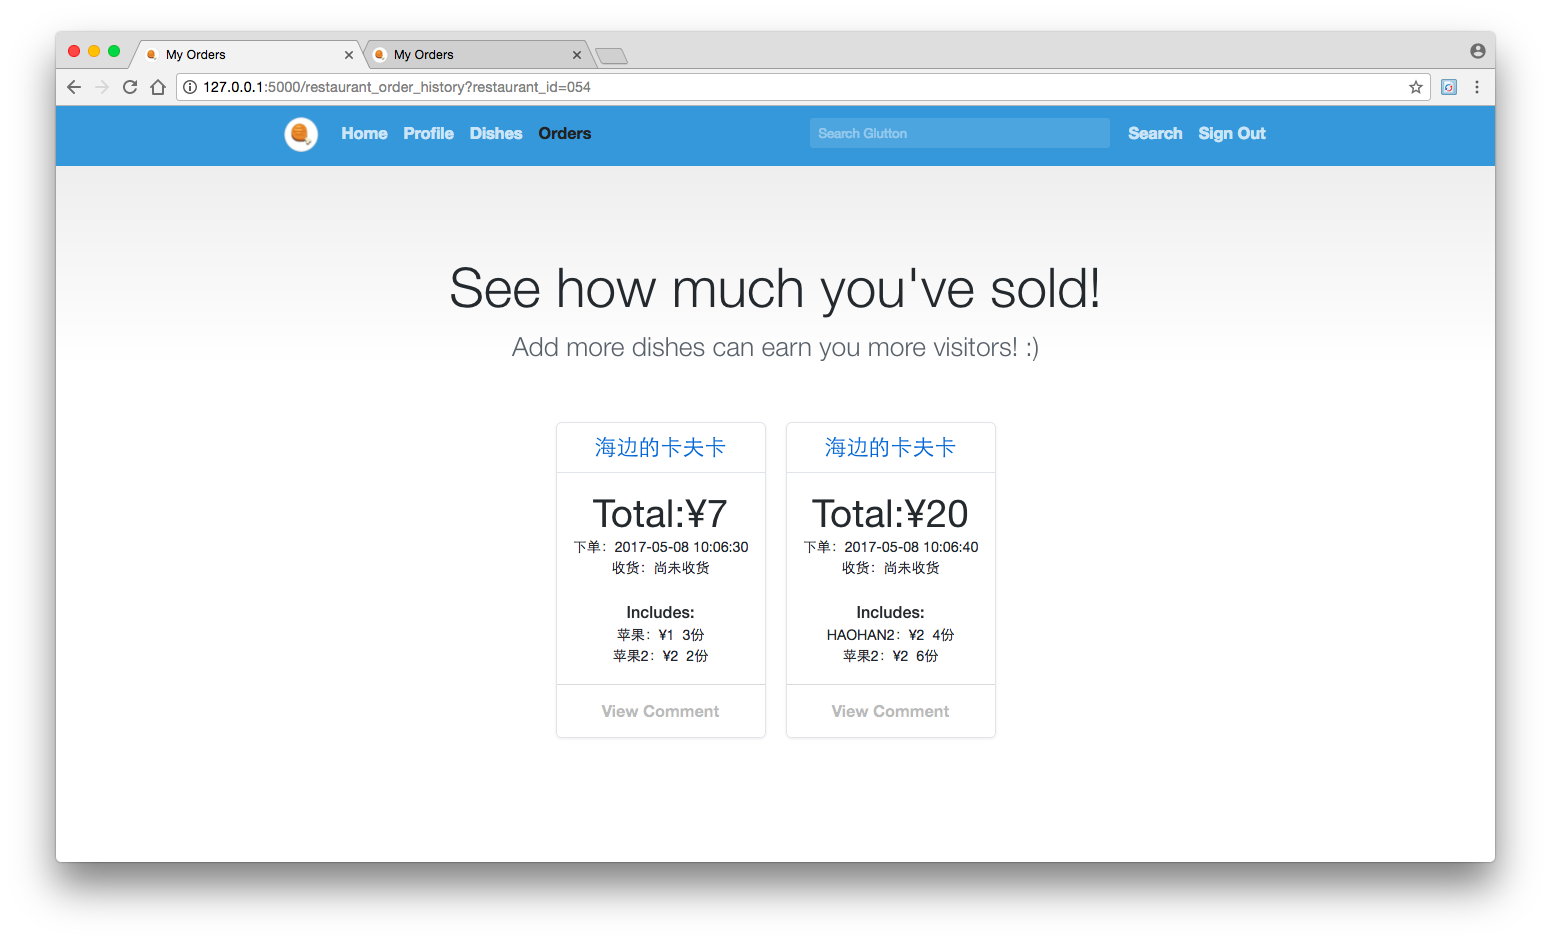 My Orders
My Orders
127.0.0.1:5000/restaurant_order_history?restaurant_id=054
Home Profile Dishes Orders Search Glutton Search Sign Out
See how much you've sold!
Add more dishes can earn you more visitors! :)
海边的卡夫卡
Total:¥7
下单：2017-05-08 10:06:30
收货：尚未收货
Includes:
苹果：¥1 3份
苹果2：¥2 2份
View Comment
海边的卡夫卡
Total:¥20
下单：2017-05-08 10:06:40
收货：尚未收货
Includes:
HAOHAN2：¥2 4份
苹果2：¥2 6份
View Comment